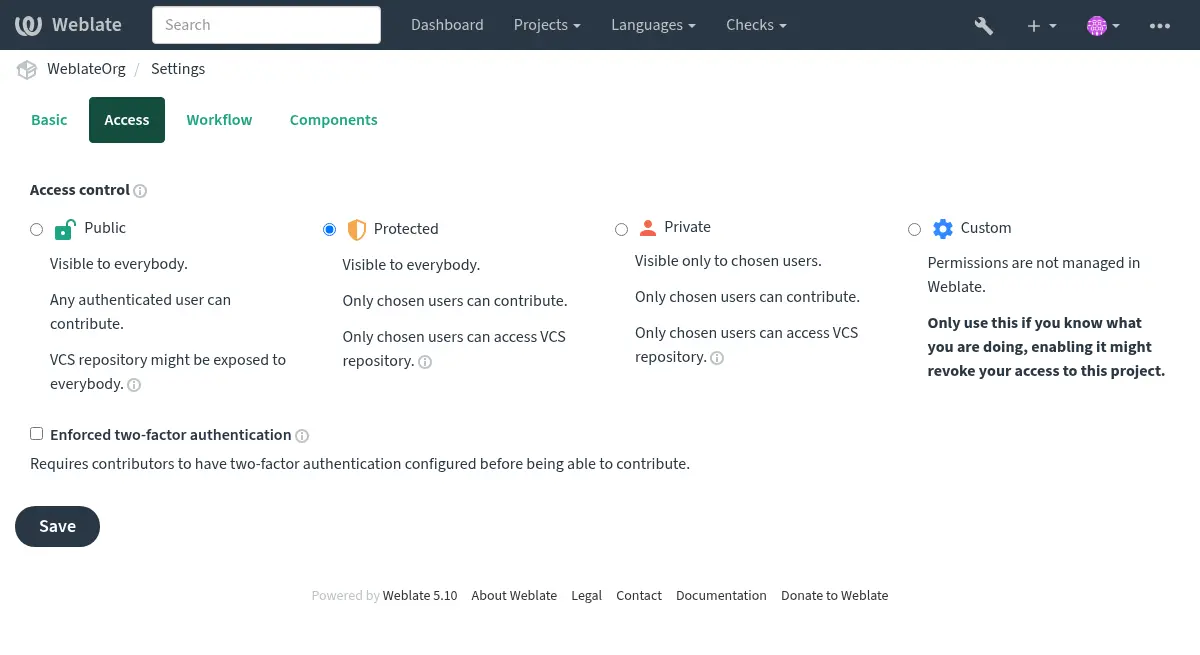 Weblate
Search
Dashboard
Projects
Languages
Checks
WeblateOrg / Settings
Basic
Access
Workflow
Components
Access control
Public
Visible to everybody.
Any authenticated user can
contribute.
VCS repository might be exposed to
everybody.
Protected
Visible to everybody.
Only chosen users can contribute.
Only chosen users can access VCS
repository.
Private
Visible only to chosen users.
Only chosen users can contribute.
Only chosen users can access VCS
repository.
Custom
Permissions are not managed in
Weblate.
Only use this if you know what
you are doing, enabling it might
revoke your access to this project.
Enforced two-factor authentication
Requires contributors to have two-factor authentication configured before being able to contribute.
Save
Powered by Weblate 5.10 About Weblate Legal Contact Documentation Donate to Weblate